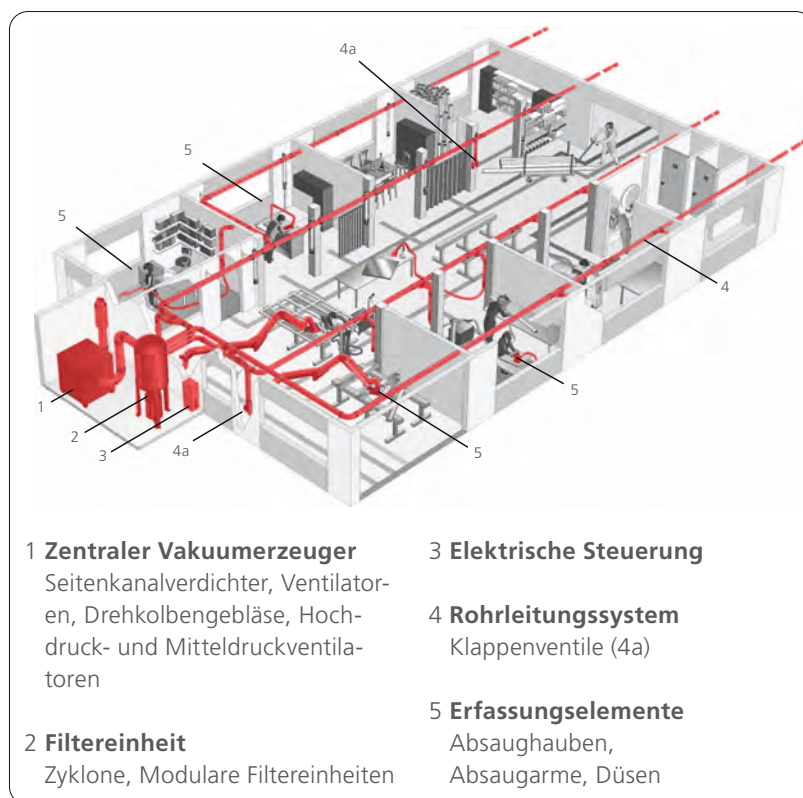 4a
5
5
4
1
2
3
4a
5
5
1 Zentraler Vakuumerzeuger
Seitenkanalverdichter, Ventilator-
en, Drehkolbengebläse, Hoch-
druck- und Mitteldruckventila-
toren
2 Filtereinheit
Zyklone, Modulare Filtereinheiten
3 Elektrische Steuerung
4 Rohrleitungssystem
Klappenventile (4a)
5 Erfassungselemente
Absaughauben,
Absaugarme, Düsen